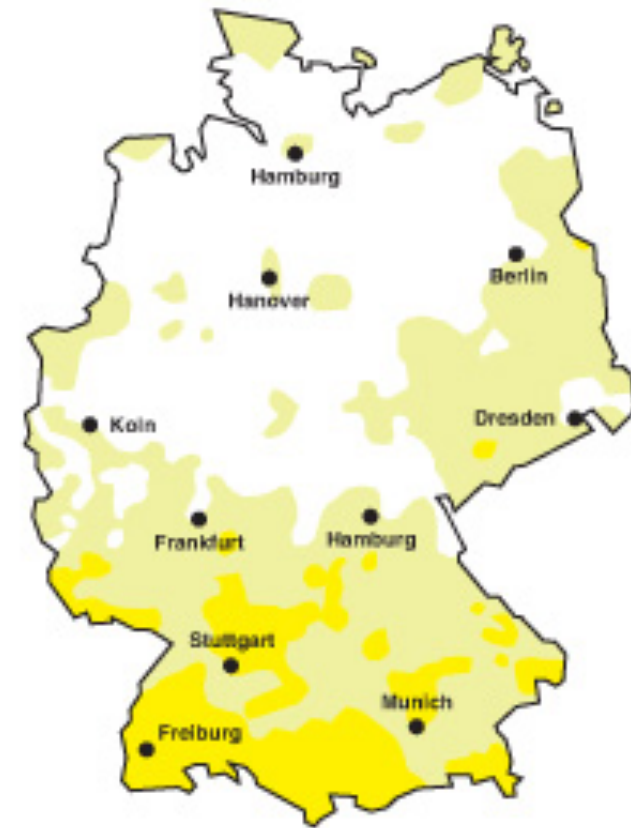 Hamburg
Berlin
Hanover
Koln
Dresden
Frankfurt
Hamburg
Stuttgart
Munich
Freiburg